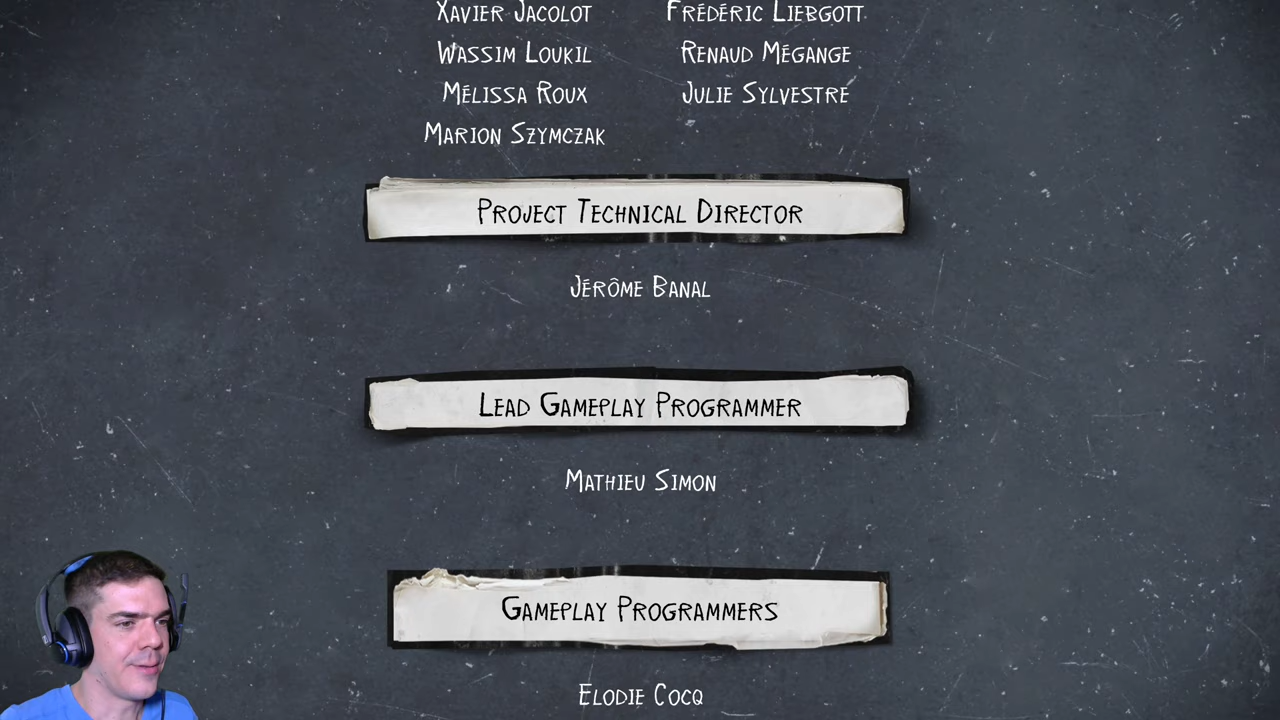 Xavier Jacolot Frédéric Liebgott
Wassim Loukil Renaud Mégange
Mélissa Roux Julie Sylvestre
Marion Szymczak
Project Technical Director
Jérôme Banal
Lead Gameplay Programmer
Mathieu Simon
Gameplay Programmers
Elodie Cocq